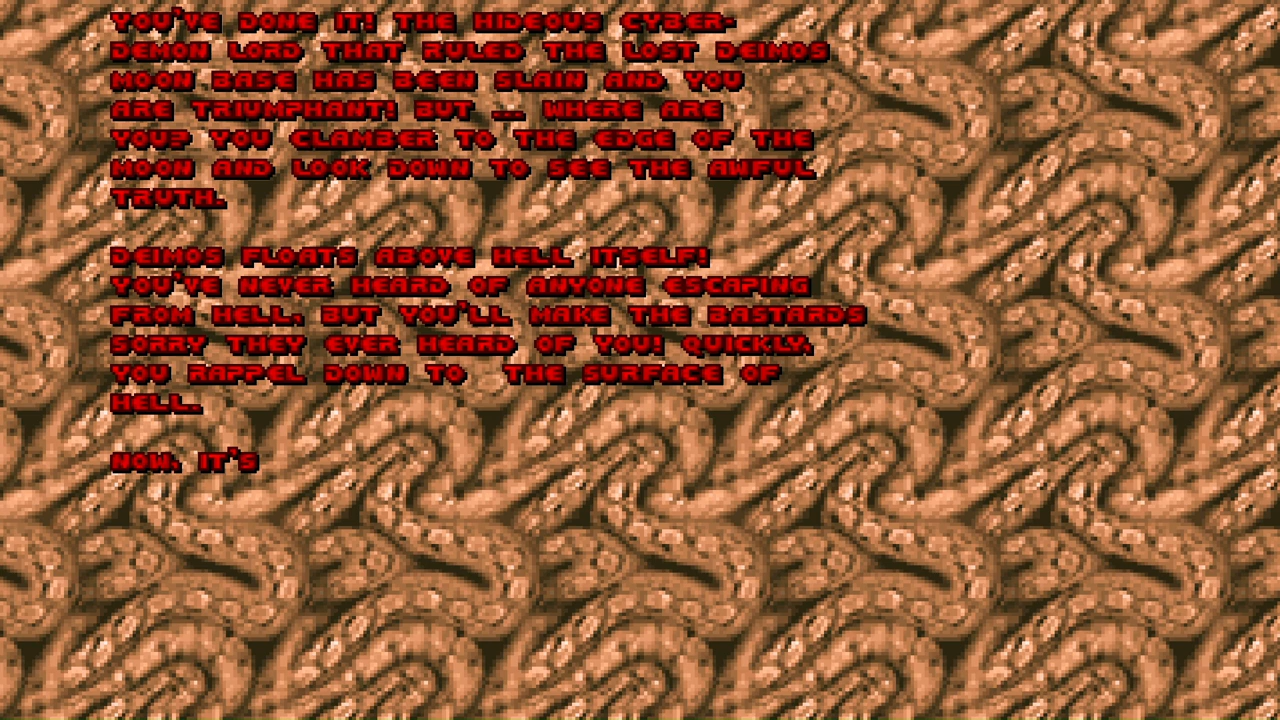 YOU'VE DONE IT! THE HIDEOUS CYBER-
DEMON LORD THAT RULED THE LOST DEIMOS
MOON BASE HAS BEEN SLAIN AND YOU
ARE TRIUMPHANT! BUT ... WHERE ARE
YOU? YOU CLAMBER TO THE EDGE OF THE
MOON AND LOOK DOWN TO SEE THE AWFUL
TRUTH.
DEIMOS FLOATS ABOVE HELL ITSELF!
YOU'VE NEVER HEARD OF ANYONE ESCAPING
FROM HELL, BUT YOU'LL MAKE THE BASTARDS
SORRY THEY EVER HEARD OF YOU! QUICKLY,
YOU RAPPEL DOWN TO THE SURFACE OF
HELL.
NOW, IT'S